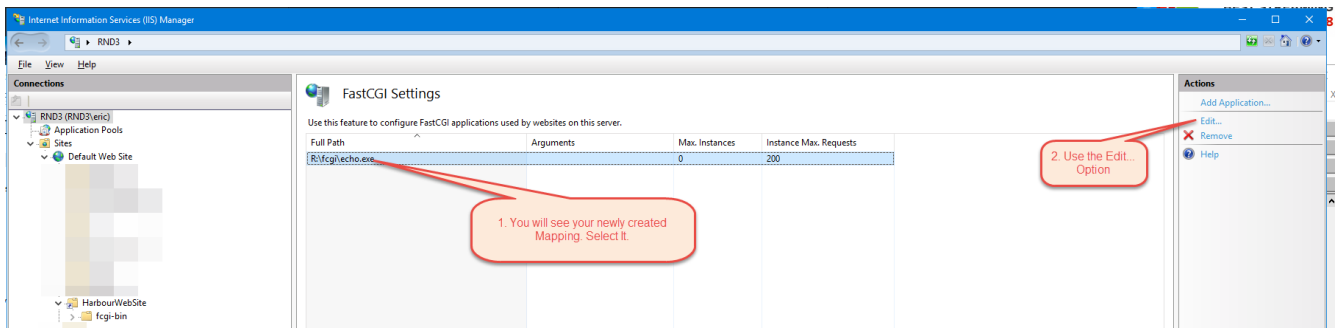 Internet Information Services (IIS) Manager
RND3
File View Help
Connections
RND3 (RND3\eric)
Application Pools
Sites
Default Web Site
HarbourWebSite
fcgi-bin
FastCGI Settings
Use this feature to configure FastCGI applications used by websites on this server.
Full Path Arguments Max. Instances Instance Max. Requests
R:\fcgi\echo.exe 0 200
1. You will see your newly created
Mapping. Select It.
2. Use the Edit...
Option
Actions
Add Application...
Edit...
Remove
Help